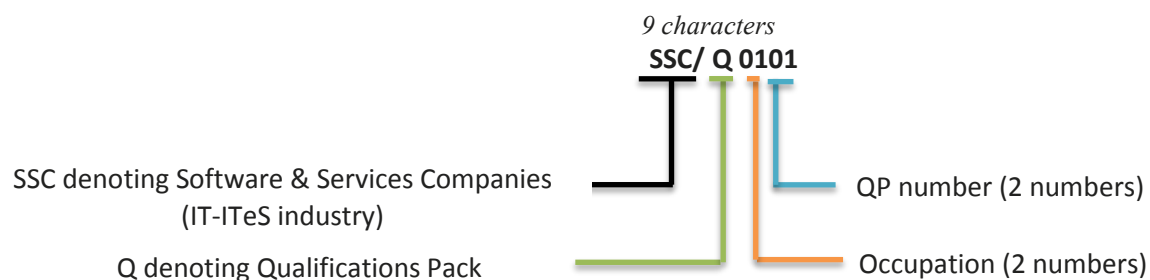 9 characters
SSC/ Q 0101
SSC denoting Software & Services Companies
(IT-ITeS industry)
QP number (2 numbers)
Q denoting Qualifications Pack
Occupation (2 numbers)